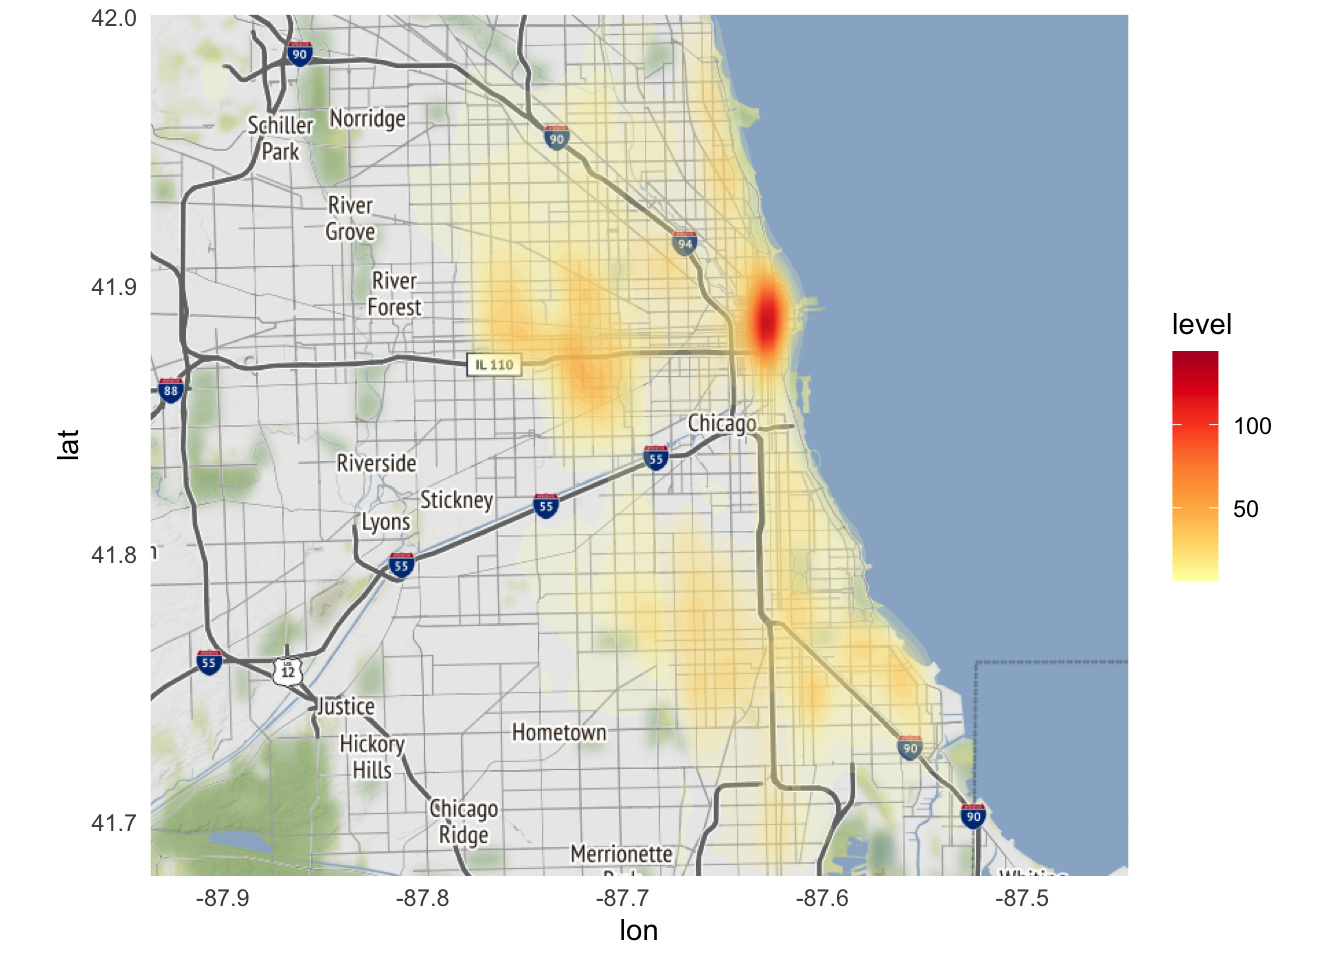 42.0
41.9
41.8
41.7
lat
90
Schiller
Park
Norridge
90
River
Grove
94
River
Forest
IL 110
88
Chicago
55
Riverside
Stickney
55
Lyons
n
55
55
12
Justice
Hometown
Hickory
Hills
90
Chicago
Ridge
90
Merrionette
-87.9
-87.8
-87.7
-87.6
-87.5
lon
level
100
50